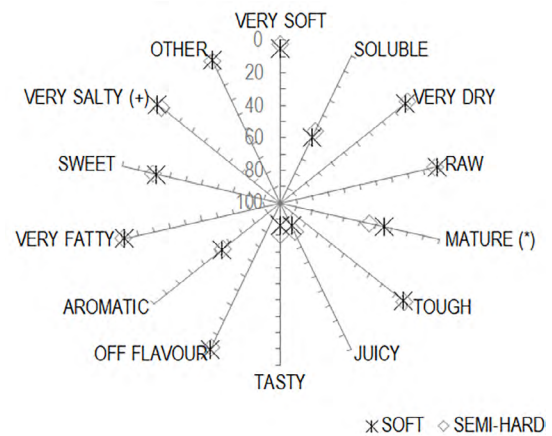 VERY SOFT
OTHER
SOLUBLE
0
20
40
60
80
100
VERY SALTY (+)
VERY DRY
SWEET
RAW
VERY FATTY
MATURE (*)
AROMATIC
TOUGH
OFF FLAVOUR
JUICY
TASTY
SOFT SEMI-HARD